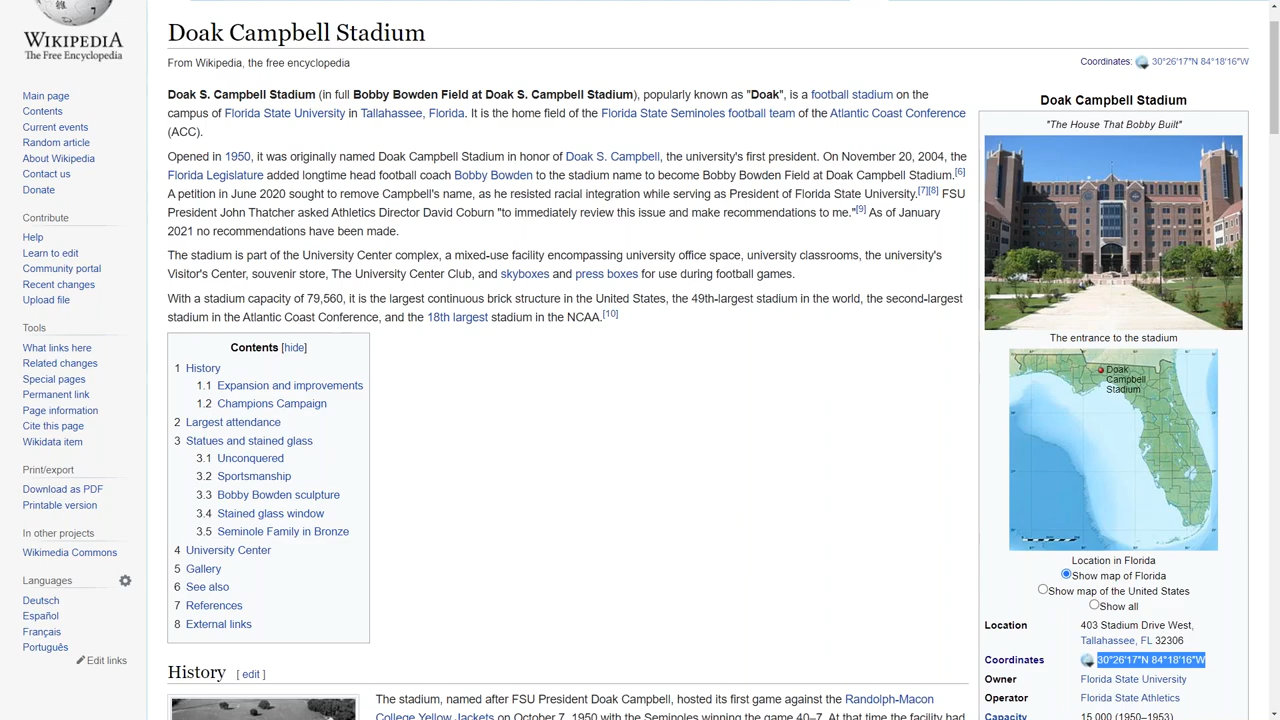 WIKIPEDIA
The Free Encyclopedia
Main page
Contents
Current events
Random article
About Wikipedia
Contact us
Donate
Contribute
Help
Learn to edit
Community portal
Recent changes
Upload file
Tools
What links here
Related changes
Special pages
Permanent link
Page information
Cite this page
Wikidata item
Print/export
Download as PDF
Printable version
In other projects
Wikimedia Commons
Languages
Deutsch
Español
Français
Português
Edit links
Doak Campbell Stadium
From Wikipedia, the free encyclopedia
Coordinates: 30°26′17″N 84°18′16″W
Doak S. Campbell Stadium (in full Bobby Bowden Field at Doak S. Campbell Stadium), popularly known as "Doak", is a football stadium on the
campus of Florida State University in Tallahassee, Florida. It is the home field of the Florida State Seminoles football team of the Atlantic Coast Conference
(ACC).
Opened in 1950, it was originally named Doak Campbell Stadium in honor of Doak S. Campbell, the university's first president. On November 20, 2004, the
Florida Legislature added longtime head football coach Bobby Bowden to the stadium name to become Bobby Bowden Field at Doak Campbell Stadium.[6]
A petition in June 2020 sought to remove Campbell's name, as he resisted racial integration while serving as President of Florida State University.[7][8] FSU
President John Thatcher asked Athletics Director David Coburn "to immediately review this issue and make recommendations to me."[9] As of January
2021 no recommendations have been made.
The stadium is part of the University Center complex, a mixed-use facility encompassing university office space, university classrooms, the university's
Visitor's Center, souvenir store, The University Center Club, and skyboxes and press boxes for use during football games.
With a stadium capacity of 79,560, it is the largest continuous brick structure in the United States, the 49th-largest stadium in the world, the second-largest
stadium in the Atlantic Coast Conference, and the 18th largest stadium in the NCAA.[10]
Contents [hide]
1 History
1.1 Expansion and improvements
1.2 Champions Campaign
2 Largest attendance
3 Statues and stained glass
3.1 Unconquered
3.2 Sportsmanship
3.3 Bobby Bowden sculpture
3.4 Stained glass window
3.5 Seminole Family in Bronze
4 University Center
5 Gallery
6 See also
7 References
8 External links
History [ edit ]
The stadium, named after FSU President Doak Campbell, hosted its first game against the Randolph-Macon
College Yellow Jackets on October 7, 1950 with the Seminoles winning the game 40–7. At that time the facility had
Doak Campbell Stadium
"The House That Bobby Built"
The entrance to the stadium
Doak
Campbell
Stadium
Location in Florida
Show map of Florida
Show map of the United States
Show all
Location 403 Stadium Drive West,
Tallahassee, FL 32306
Coordinates 30°26′17″N 84°18′16″W
Owner Florida State University
Operator Florida State Athletics
Capacity 15,000 (1950–1953)